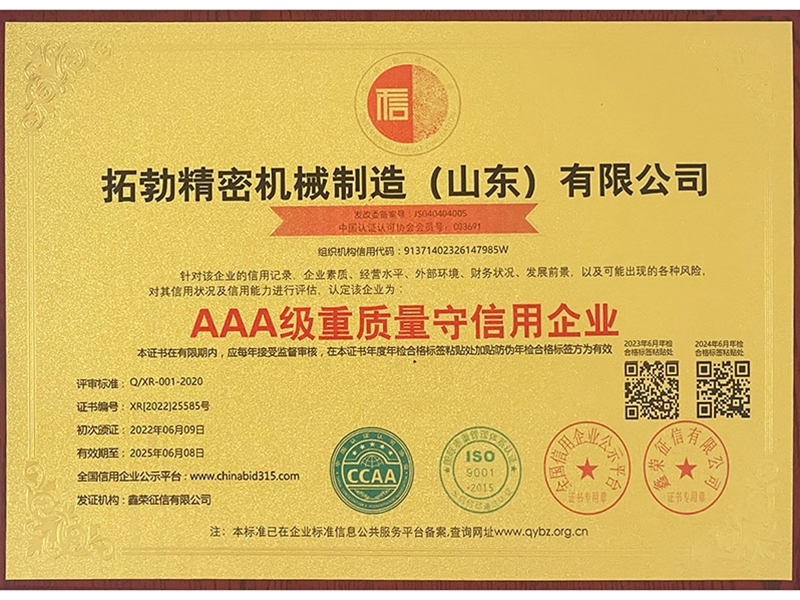 信
拓勃精密机械制造（山东）有限公司
发改委备案号：JS040404005
中国认证认可协会会员号：003691
组织机构信用代码：91371402326147985W
针对该企业的信用记录、企业素质、经营水平、外部环境、财务状况、发展前景，以及可能出现的各种风险，
对其信用状况及信用能力进行评估，认定该企业为：
AAA级重质量守信用企业
本证书在有限期内，应每年接受监督审核，在本证书年度年检合格标签粘贴处加贴防伪年检合格标签方为有效
2023年6月年检
合格标签粘贴处
2024年6月年检
合格标签粘贴处
评审标准：Q/XR-001-2020
证书编号：XR[2022]25585号
初次颁证：2022年06月09日
有效期至：2025年06月08日
全国信用企业公示平台：www.chinabid315.com
发证机构：鑫荣征信有限公司
CCAA
质量管理体系认证
ISO
9001
-2015
全国信用企业公示平台
证书专用章
鑫荣征信有限公司
证书专用章
注：本标准已在企业标准信息公共服务平台备案,查询网址www.qybz.org.cn